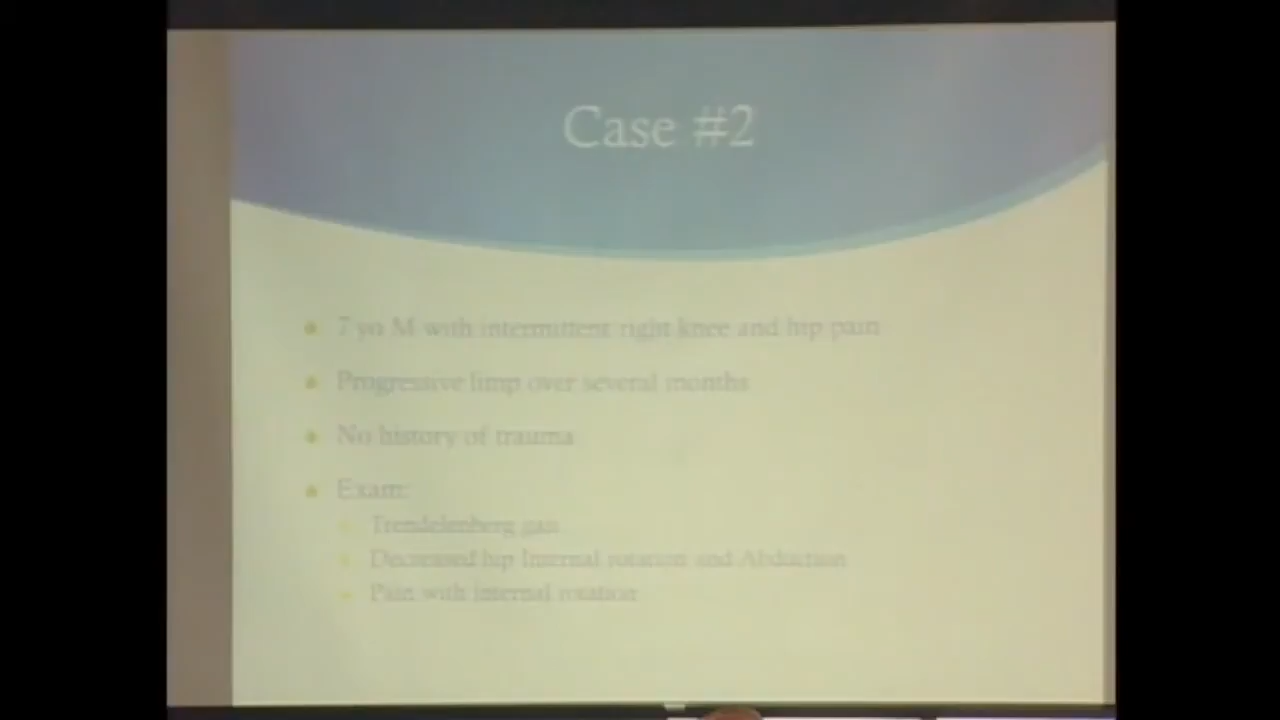 Case #2
7 yo M with intermittent right knee and hip pain
Progressive limp over several months
No history of trauma
Exam:
Trendelenberg gait
Decreased hip Internal rotation and Abduction
Pain with internal rotation